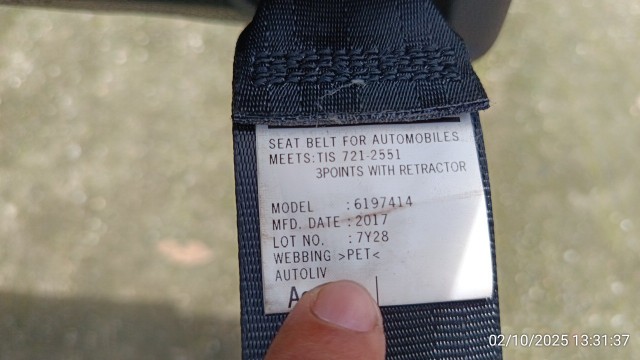 SEAT BELT FOR AUTOMOBILES.
MEETS:TIS 721-2551
3POINTS WITH RETRACTOR
MODEL :6197414
MFD. DATE :2017
LOT NO. :7Y28
WEBBING >PET<
AUTOLIV
02/10/2025 13:31:37